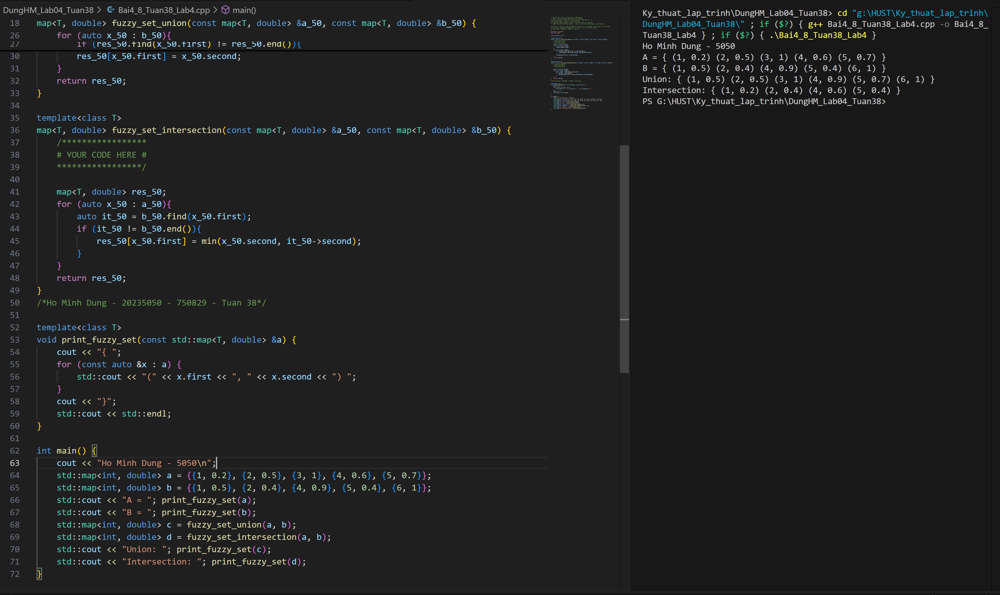 DungHM_Lab04_Tuan38 > Bai4_8_Tuan38_Lab4.cpp > main()
18 map<T, double> fuzzy_set_union(const map<T, double> &a_50, const map<T, double> &b_50) {
26 for (auto x_50 : b_50){
27 if (res_50.find(x_50.first) != res_50.end()){
30 res_50[x_50.first] = x_50.second;
31 }
32 return res_50;
33 }
34
35 template<class T>
36 map<T, double> fuzzy_set_intersection(const map<T, double> &a_50, const map<T, double> &b_50) {
37 /*****************
38 # YOUR CODE HERE #
39 *****************/
40
41 map<T, double> res_50;
42 for (auto x_50 : a_50){
43 auto it_50 = b_50.find(x_50.first);
44 if (it_50 != b_50.end()){
45 res_50[x_50.first] = min(x_50.second, it_50->second);
46 }
47 }
48 return res_50;
49 }
50 /*Ho Minh Dung - 20235050 - 750829 - Tuan 38*/
51
52 template<class T>
53 void print_fuzzy_set(const std::map<T, double> &a) {
54 cout << "{ ";
55 for (const auto &x : a) {
56 std::cout << "(" << x.first << ", " << x.second << ") ";
57 }
58 cout << "}";
59 std::cout << std::endl;
60 }
61
62 int main() {
63 cout << "Ho Minh Dung - 5050\n";
64 std::map<int, double> a = {{1, 0.2}, {2, 0.5}, {3, 1}, {4, 0.6}, {5, 0.7}};
65 std::map<int, double> b = {{1, 0.5}, {2, 0.4}, {4, 0.9}, {5, 0.4}, {6, 1}};
66 std::cout << "A = "; print_fuzzy_set(a);
67 std::cout << "B = "; print_fuzzy_set(b);
68 std::map<int, double> c = fuzzy_set_union(a, b);
69 std::map<int, double> d = fuzzy_set_intersection(a, b);
70 std::cout << "Union: "; print_fuzzy_set(c);
71 std::cout << "Intersection: "; print_fuzzy_set(d);
72 }
Ky_thuat_lap_trinh\DungHM_Lab04_Tuan38> cd "g:\HUST\Ky_thuat_lap_trinh\
DungHM_Lab04_Tuan38\" ; if ($?) { g++ Bai4_8_Tuan38_Lab4.cpp -o Bai4_8_
Tuan38_Lab4 } ; if ($?) { .\Bai4_8_Tuan38_Lab4 }
Ho Minh Dung - 5050
A = { (1, 0.2) (2, 0.5) (3, 1) (4, 0.6) (5, 0.7) }
B = { (1, 0.5) (2, 0.4) (4, 0.9) (5, 0.4) (6, 1) }
Union: { (1, 0.5) (2, 0.5) (3, 1) (4, 0.9) (5, 0.7) (6, 1) }
Intersection: { (1, 0.2) (2, 0.4) (4, 0.6) (5, 0.4) }
PS G:\HUST\Ky_thuat_lap_trinh\DungHM_Lab04_Tuan38>